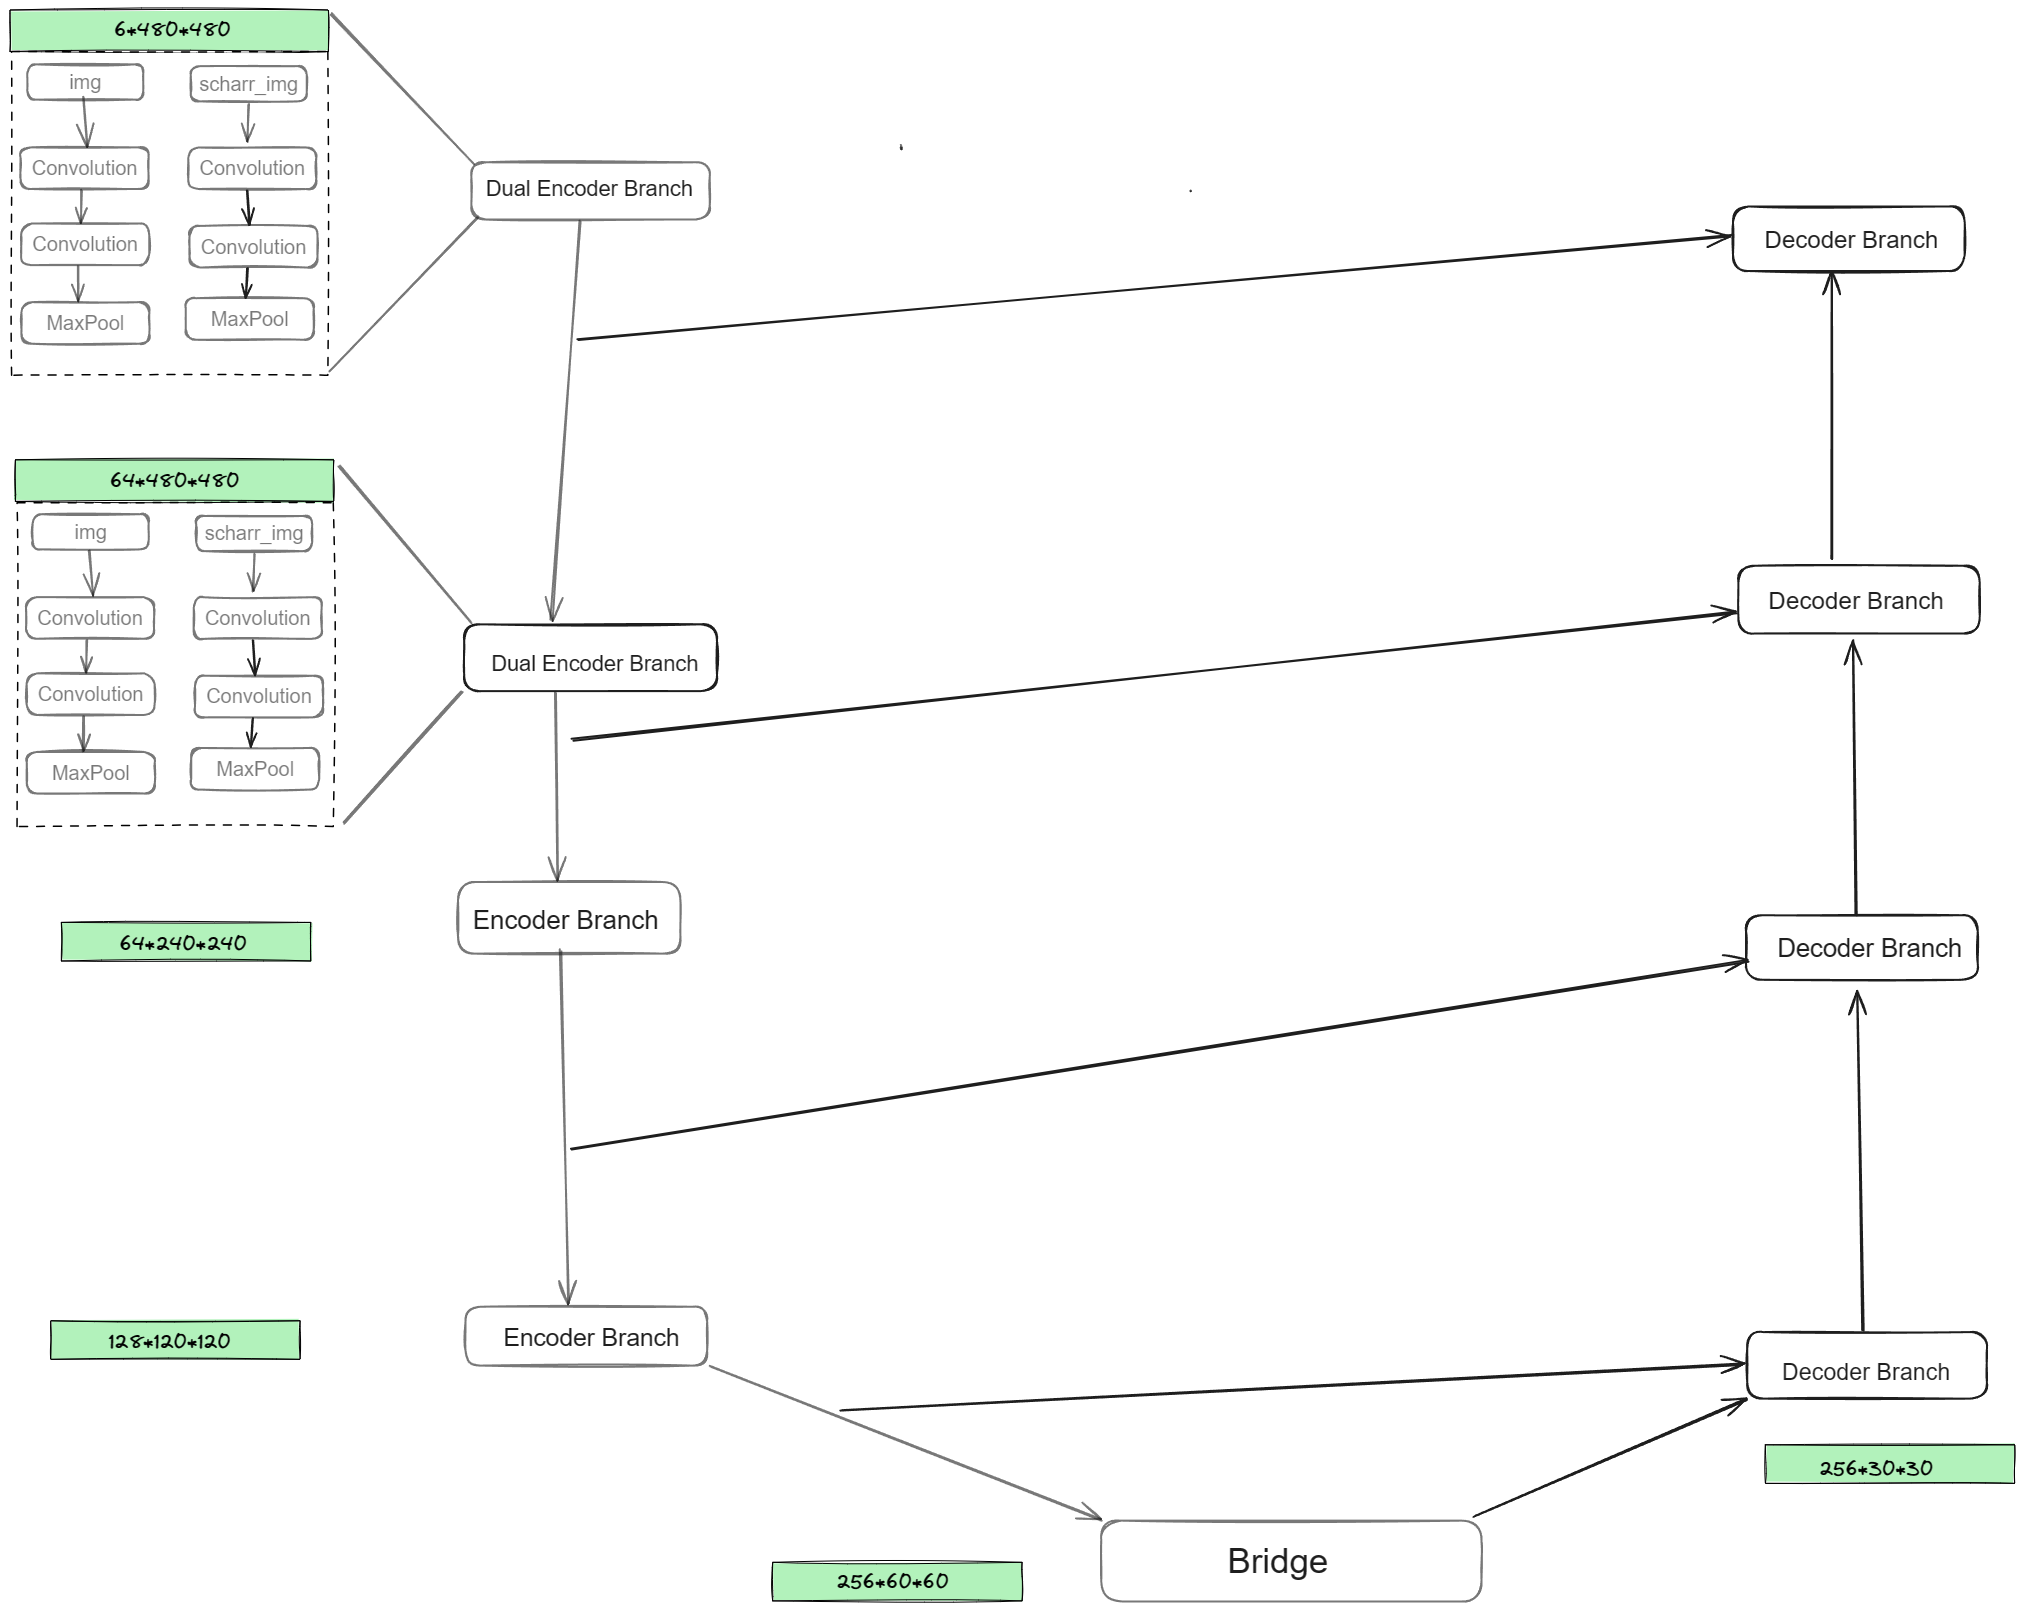 6*480*480
img
scharr_img
Convolution
Convolution
Convolution
Convolution
MaxPool
MaxPool
Dual Encoder Branch
Decoder Branch
64*480*480
img
scharr_img
Convolution
Convolution
Convolution
Convolution
MaxPool
MaxPool
Dual Encoder Branch
Decoder Branch
64*240*240
Encoder Branch
Decoder Branch
128*120*120
Encoder Branch
Decoder Branch
256*30*30
256*60*60
Bridge